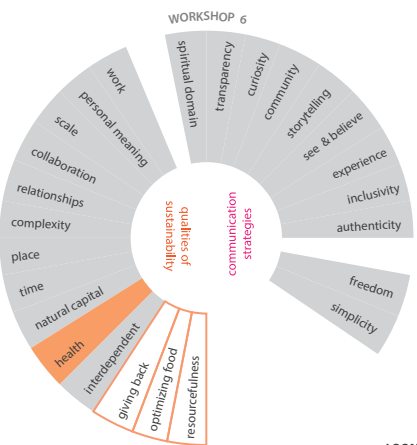 WORKSHOP 6
spiritual domain
transparency
curiosity
community
storytelling
see & believe
experience
inclusivity
authenticity
freedom
simplicity
resourcefulness
optimizing food
giving back
interdependent
health
natural capital
time
place
complexity
relationships
collaboration
scale
personal meaning
work
qualities of
sustainability
communication
strategies